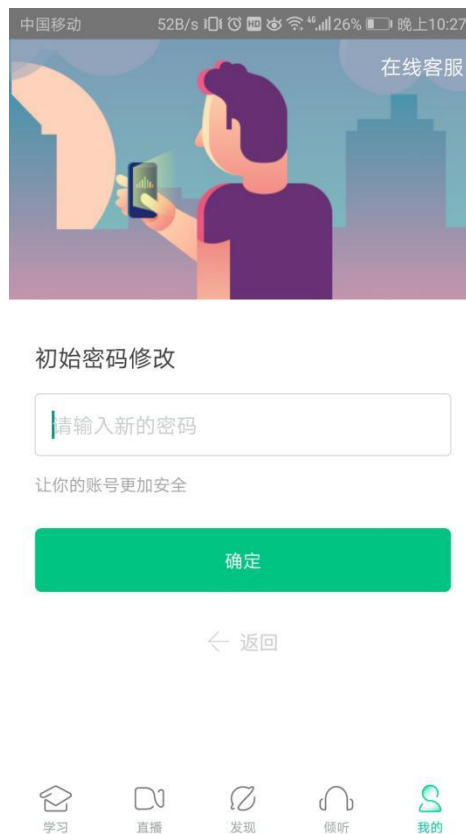 中国移动 52B/s HD 46 26% 晚上10:27
在线客服
初始密码修改
请输入新的密码
让你的账号更加安全
确定
← 返回
学习 直播 发现 倾听 我的